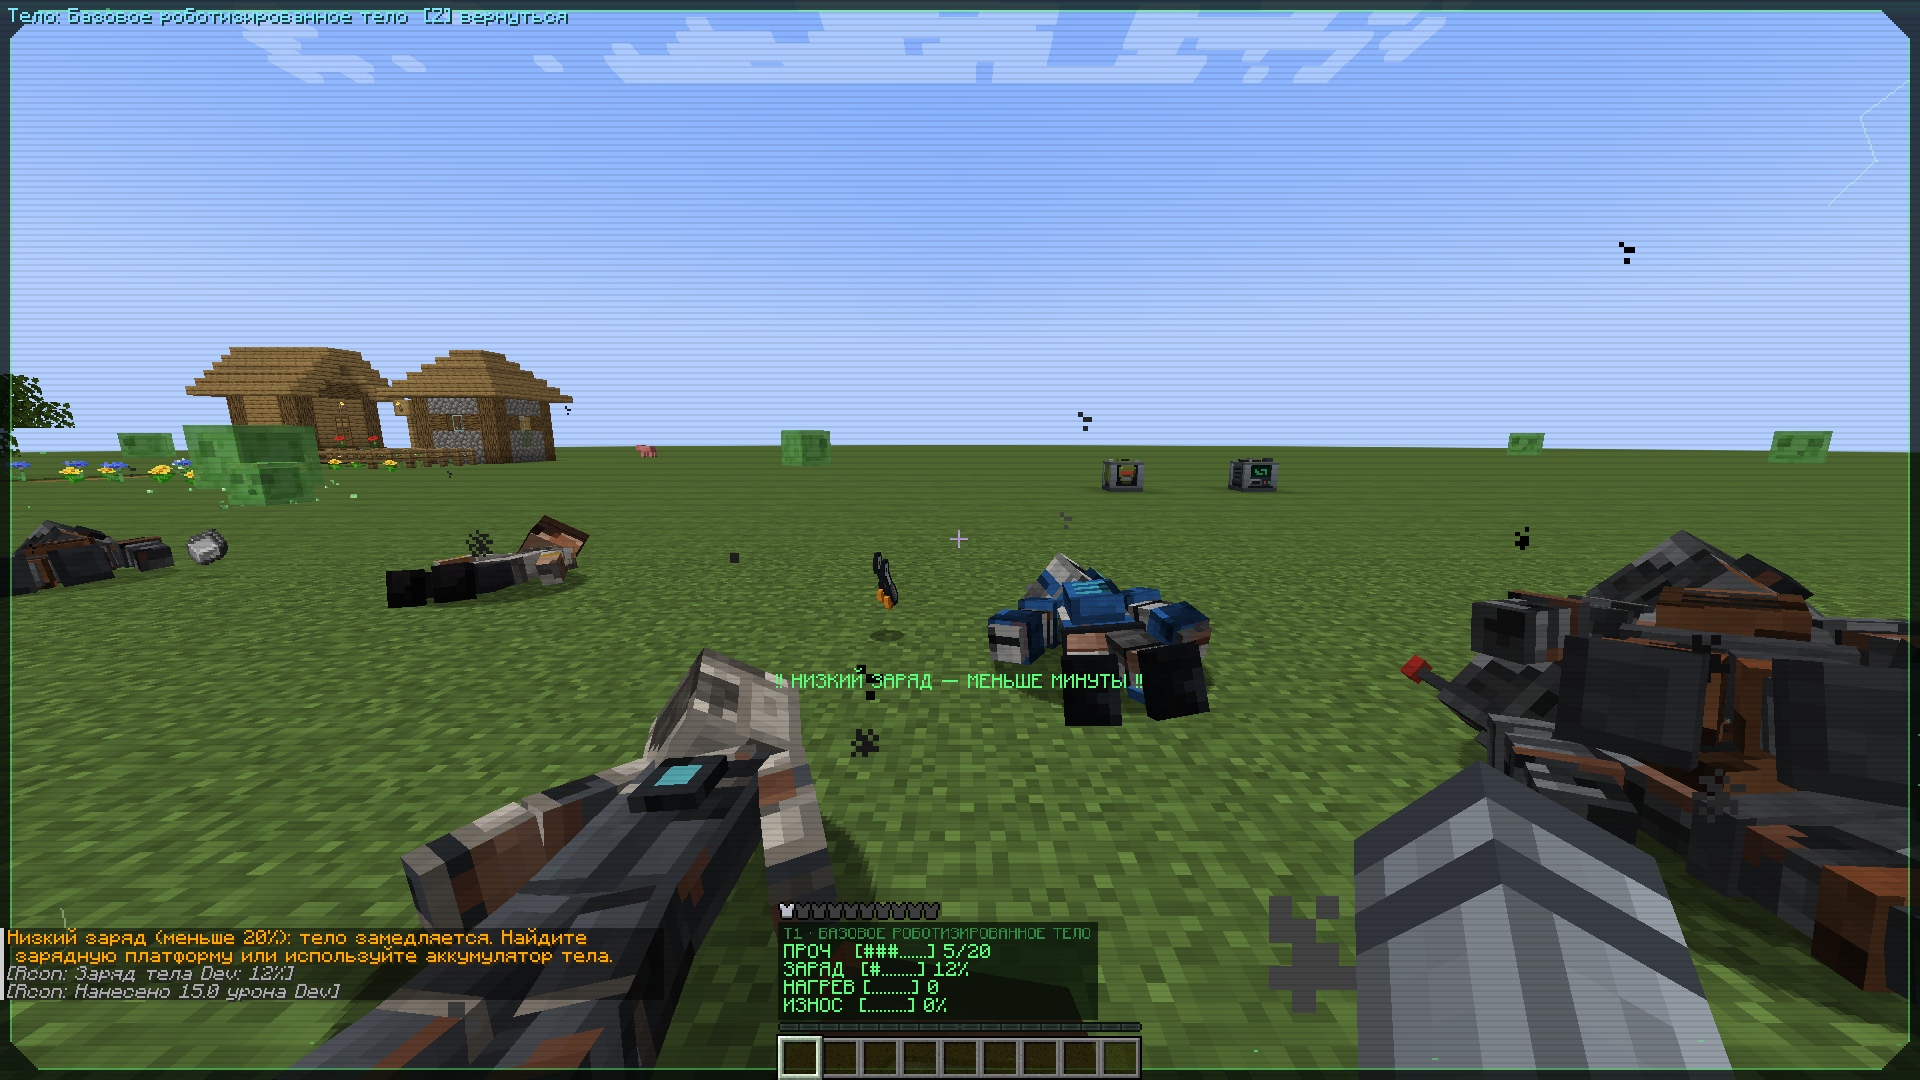 Тело: Базовое роботизированное тело [Z] вернуться
!! НИЗКИЙ ЗАРЯД — МЕНЬШЕ МИНУТЫ !!
Низкий заряд (меньше 20%): тело замедляется. Найдите
зарядную платформу или используйте аккумулятор тела.
[Rcon: Заряд тела Dev: 12%]
[Rcon: Нанесено 15.0 урона Dev]
T1 · БАЗОВОЕ РОБОТИЗИРОВАННОЕ ТЕЛО
ПРОЧ [###......] 5/20
ЗАРЯД [#........] 12%
НАГРЕВ [.........] 0
ИЗНОС [.........] 0%